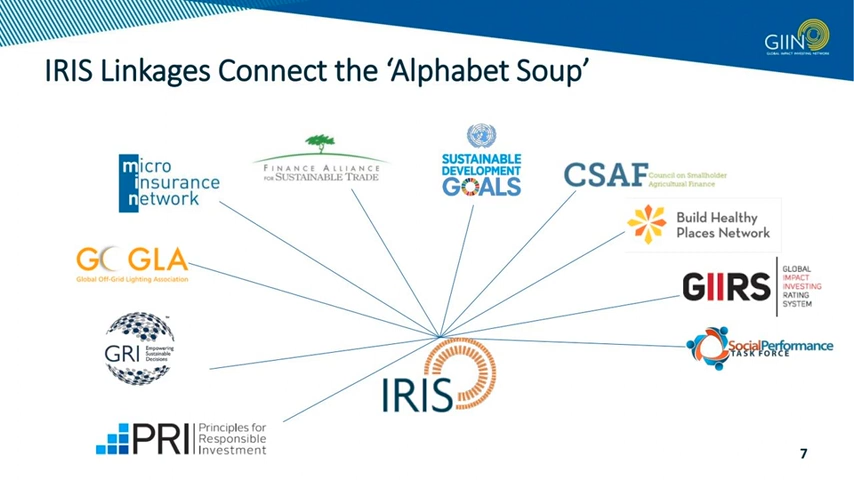 GIIN
GLOBAL IMPACT INVESTING NETWORK
IRIS Linkages Connect the ‘Alphabet Soup’
micro
insurance
network
FINANCE ALLIANCE
FOR SUSTAINABLE TRADE
SUSTAINABLE
DEVELOPMENT
GOALS
CSAF Council on Smallholder
Agricultural Finance
Build Healthy
Places Network
GOGLA
Global Off-Grid Lighting Association
GIIRS
GLOBAL
IMPACT
INVESTING
RATING
SYSTEM
GRI Empowering
Sustainable
Decisions
SocialPerformance
TASK FORCE
IRIS
PRI Principles for
Responsible
Investment
7